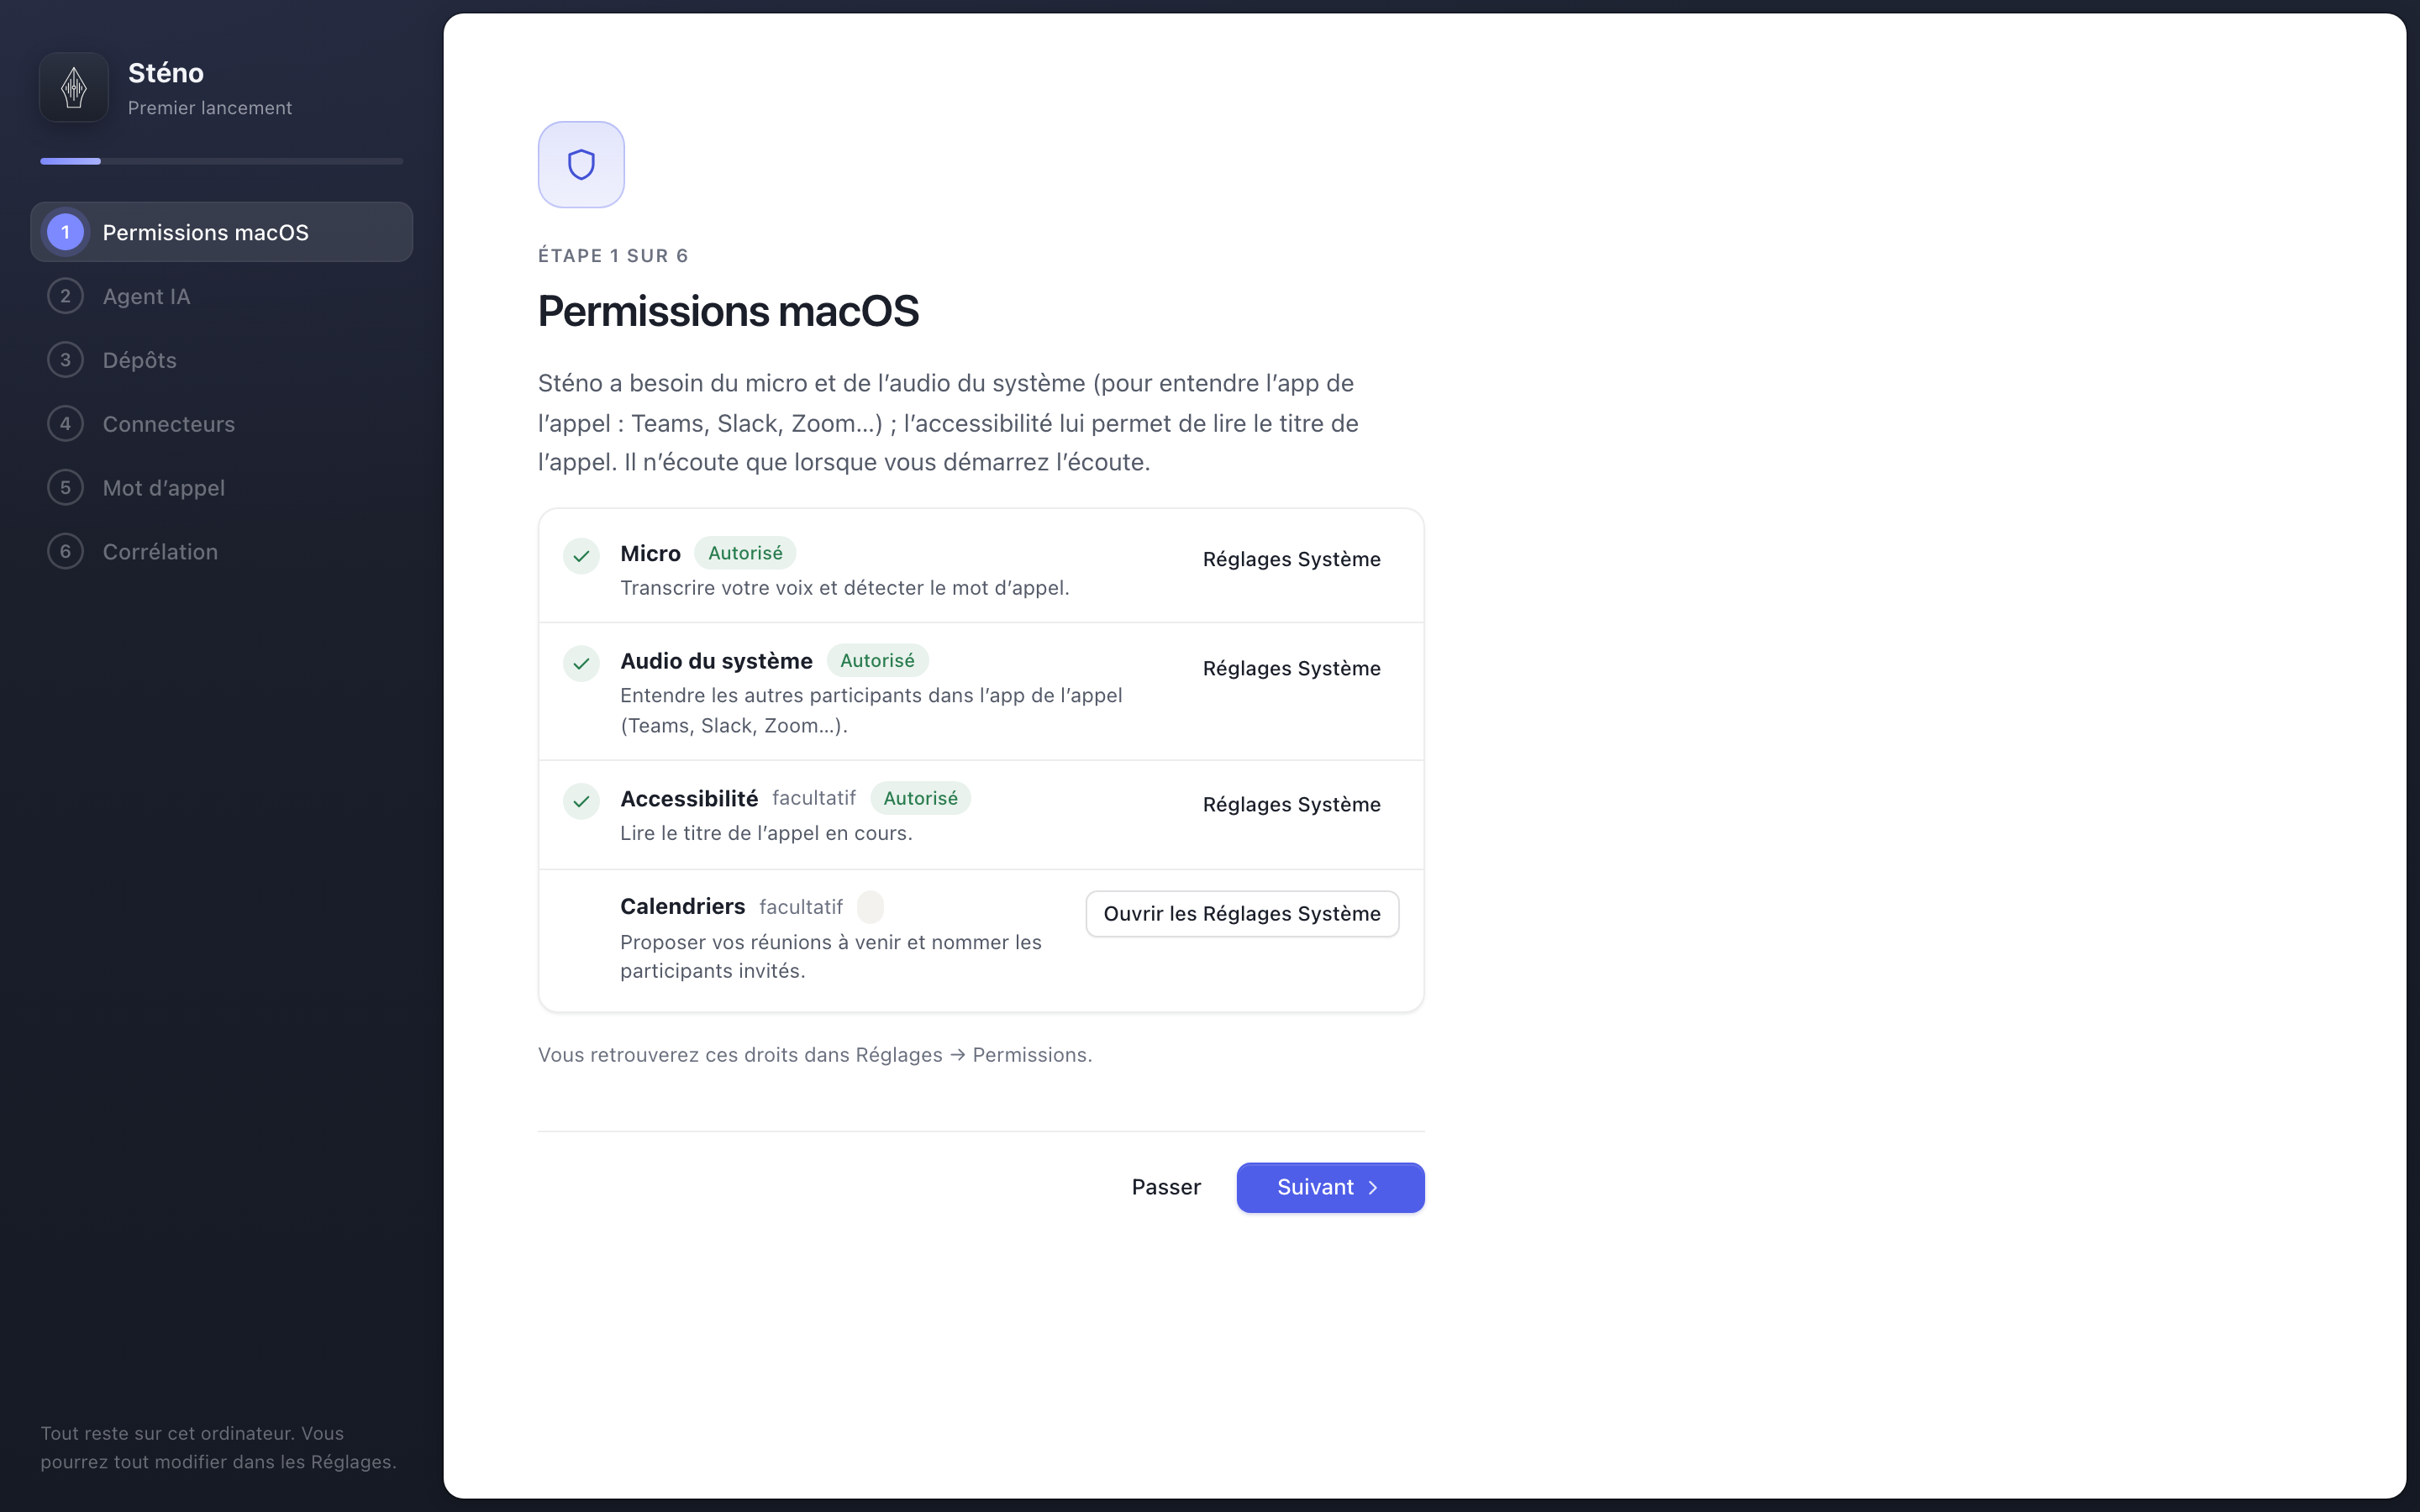 Sténo
Premier lancement
1 Permissions macOS
2 Agent IA
3 Dépôts
4 Connecteurs
5 Mot d’appel
6 Corrélation
Tout reste sur cet ordinateur. Vous
pourrez tout modifier dans les Réglages.
ÉTAPE 1 SUR 6
Permissions macOS
Sténo a besoin du micro et de l’audio du système (pour entendre l’app de
l’appel : Teams, Slack, Zoom…) ; l’accessibilité lui permet de lire le titre de
l’appel. Il n’écoute que lorsque vous démarrez l’écoute.
Micro Autorisé Réglages Système
Transcrire votre voix et détecter le mot d’appel.
Audio du système Autorisé Réglages Système
Entendre les autres participants dans l’app de l’appel
(Teams, Slack, Zoom…).
Accessibilité facultatif Autorisé Réglages Système
Lire le titre de l’appel en cours.
Calendriers facultatif Ouvrir les Réglages Système
Proposer vos réunions à venir et nommer les
participants invités.
Vous retrouverez ces droits dans Réglages → Permissions.
Passer Suivant